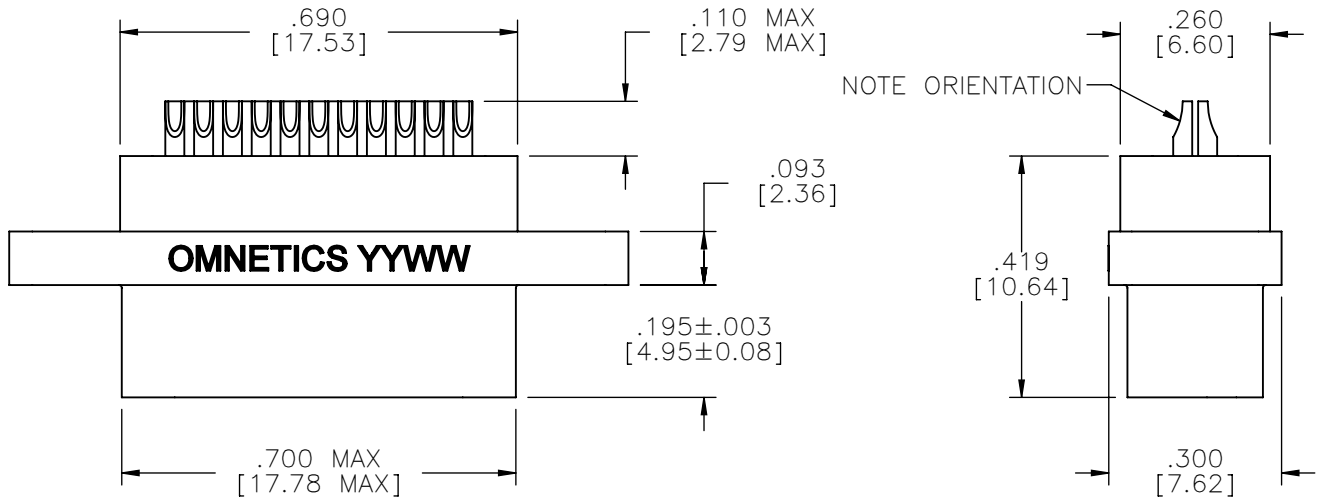 .690
[17.53]
.110 MAX
[2.79 MAX]
.260
[6.60]
NOTE ORIENTATION
.093
[2.36]
OMNETICS YYWW
.419
[10.64]
.195±.003
[4.95±0.08]
.700 MAX
[17.78 MAX]
.300
[7.62]